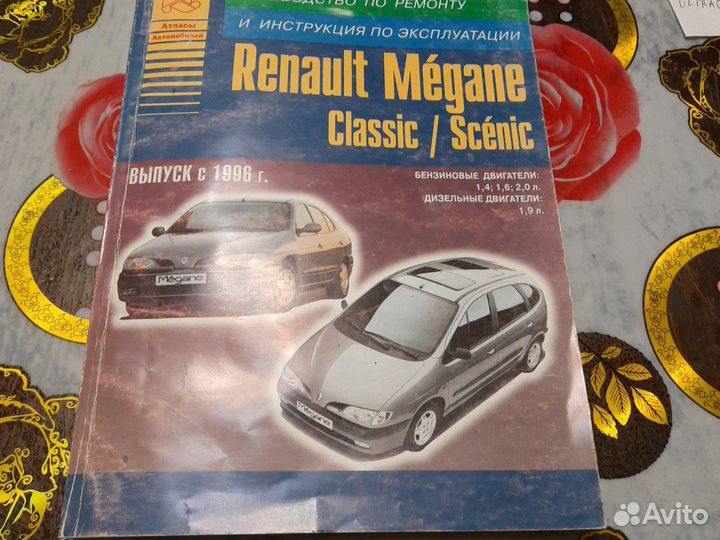 ВОДСТВО ПО РЕМОНТУ
И ИНСТРУКЦИЯ ПО ЭКСПЛУАТАЦИИ
Атласы
Автомобилей
Renault Mégane
Classic / Scénic
ВЫПУСК с 1996 г.
БЕНЗИНОВЫЕ ДВИГАТЕЛИ:
1,4; 1,6; 2,0 л.
ДИЗЕЛЬНЫЕ ДВИГАТЕЛИ:
1,9 л.
Mégane
Mégane
Avito